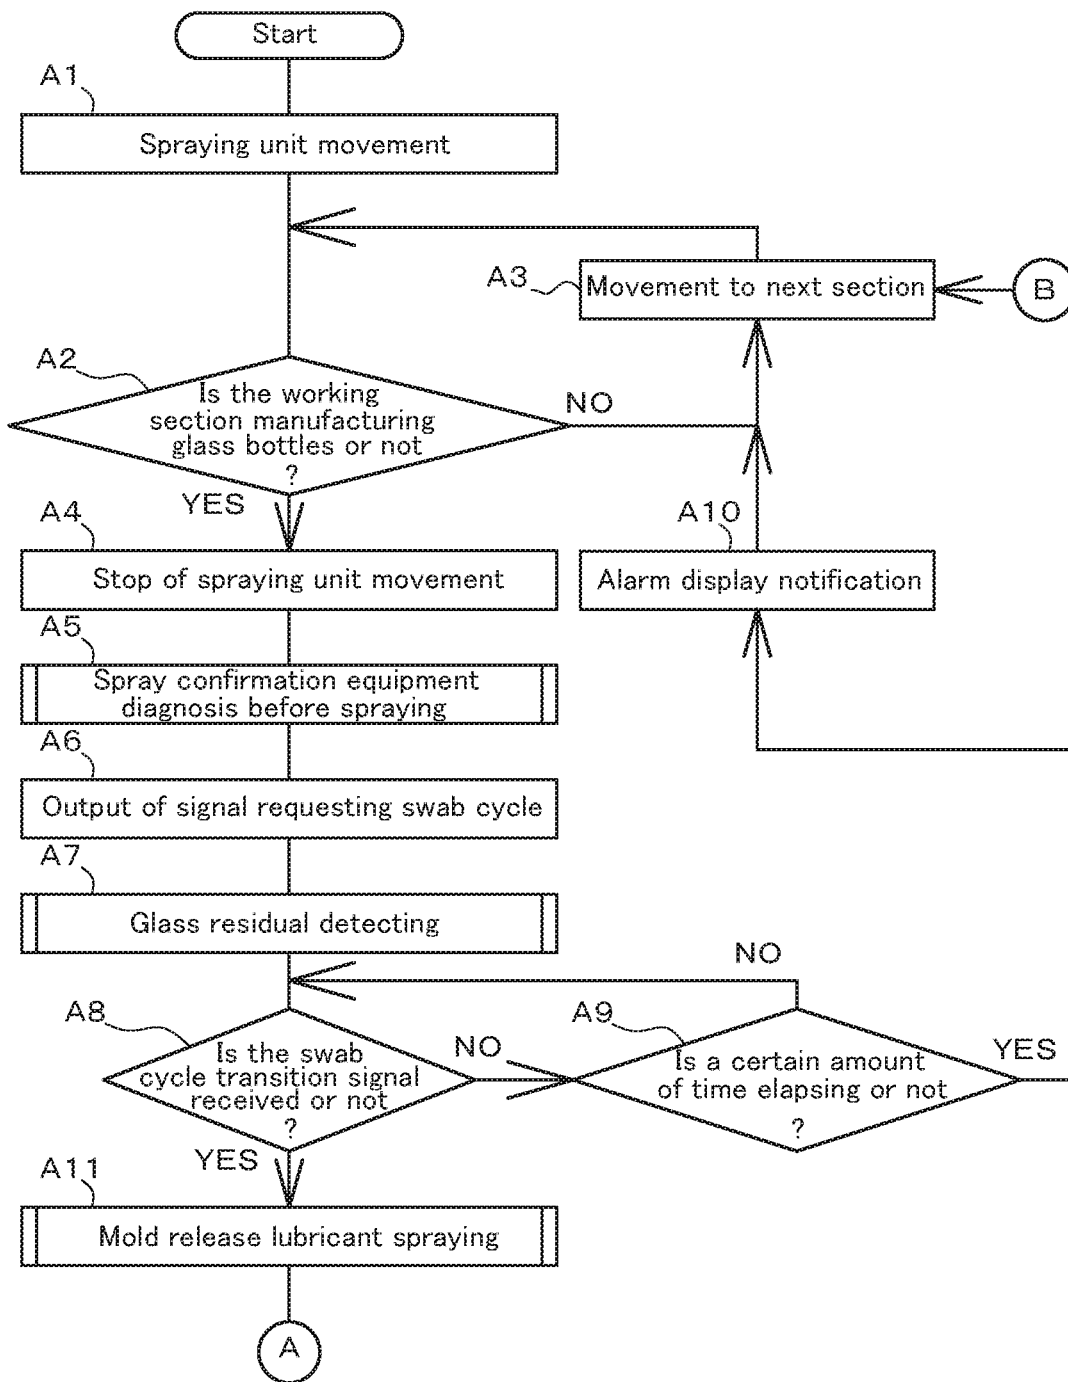 Start
A1
Spraying unit movement
A3
Movement to next section
B
A2
Is the working
section manufacturing
glass bottles or not
?
NO
YES
A4
Stop of spraying unit movement
A10
Alarm display notification
A5
Spray confirmation equipment
diagnosis before spraying
A6
Output of signal requesting swab cycle
A7
Glass residual detecting
NO
A8
Is the swab
cycle transition signal
received or not
?
NO
A9
Is a certain amount
of time elapsing or not
?
YES
YES
A11
Mold release lubricant spraying
A